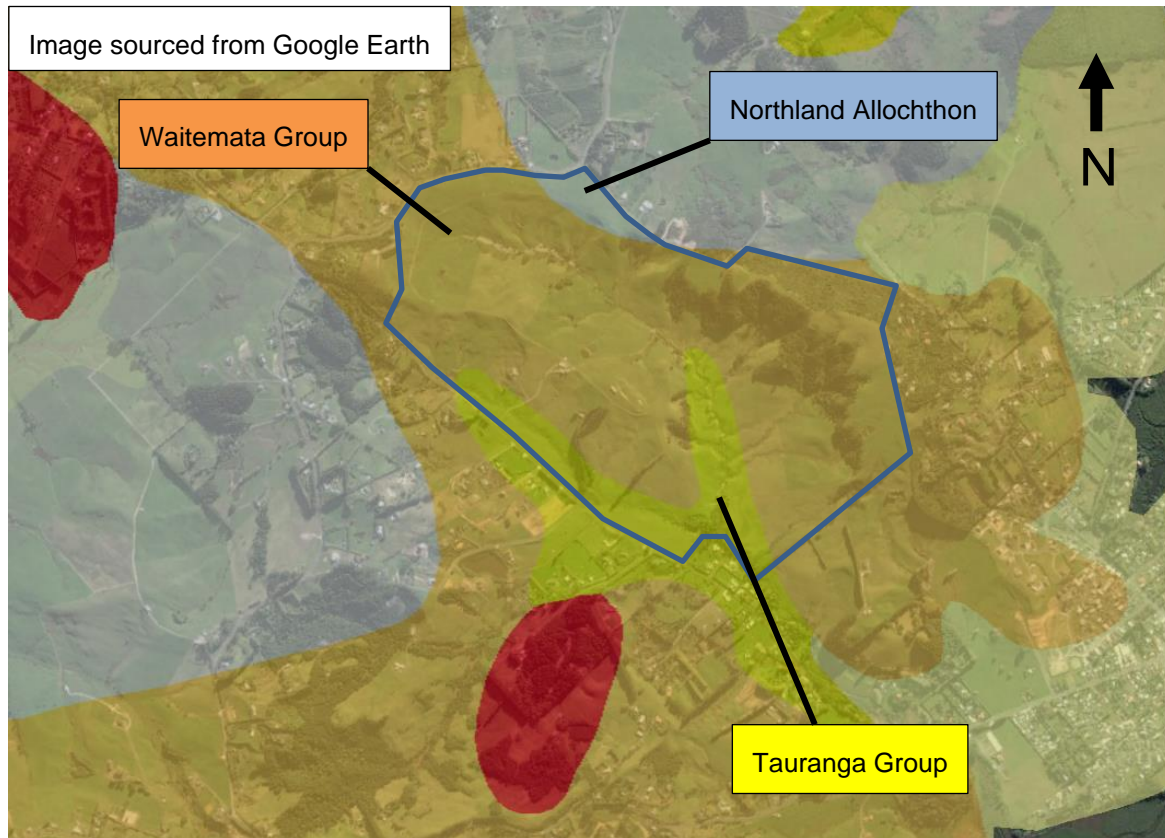 Image sourced from Google Earth
Northland Allochthon
Waitemata Group
N
Tauranga Group